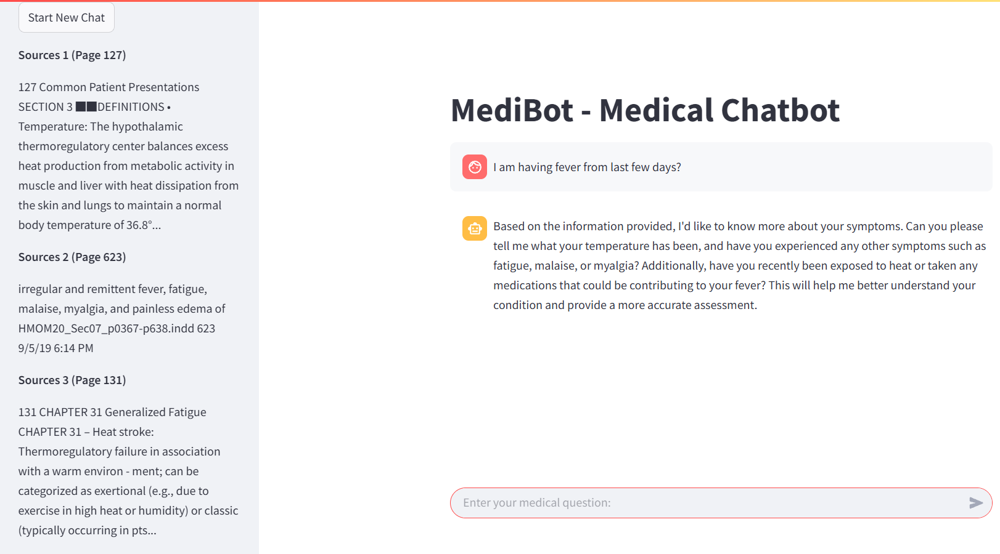 Start New Chat
Sources 1 (Page 127)
127 Common Patient Presentations
SECTION 3 ■■DEFINITIONS •
Temperature: The hypothalamic
thermoregulatory center balances excess
heat production from metabolic activity in
muscle and liver with heat dissipation from
the skin and lungs to maintain a normal
body temperature of 36.8°...
Sources 2 (Page 623)
irregular and remittent fever, fatigue,
malaise, myalgia, and painless edema of
HMOM20_Sec07_p0367-p638.indd 623
9/5/19 6:14 PM
Sources 3 (Page 131)
131 CHAPTER 31 Generalized Fatigue
CHAPTER 31 – Heat stroke:
Thermoregulatory failure in association
with a warm environ - ment; can be
categorized as exertional (e.g., due to
exercise in high heat or humidity) or classic
(typically occurring in pts...
MediBot - Medical Chatbot
I am having fever from last few days?
Based on the information provided, I'd like to know more about your symptoms. Can you please
tell me what your temperature has been, and have you experienced any other symptoms such as
fatigue, malaise, or myalgia? Additionally, have you recently been exposed to heat or taken any
medications that could be contributing to your fever? This will help me better understand your
condition and provide a more accurate assessment.
Enter your medical question: